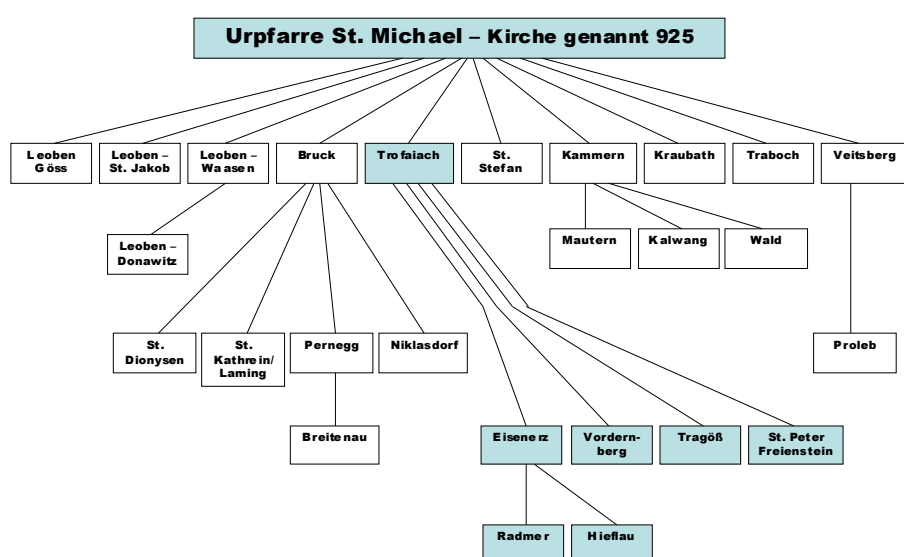 Urpfarre St. Michael – Kirche genannt 925
Leoben
Göss
Leoben –
St. Jakob
Leoben –
Waasen
Bruck
Trofaiach
St.
Stefan
Kammern
Kraubath
Traboch
Veitsberg
Leoben –
Donawitz
Mautern
Kalwang
Wald
St.
Dionysen
St.
Kathrein/
Laming
Pernegg
Niklasdorf
Proleb
Breitenau
Eisenerz
Vordern-
berg
Tragöß
St. Peter
Freienstein
Radmer
Hieflau